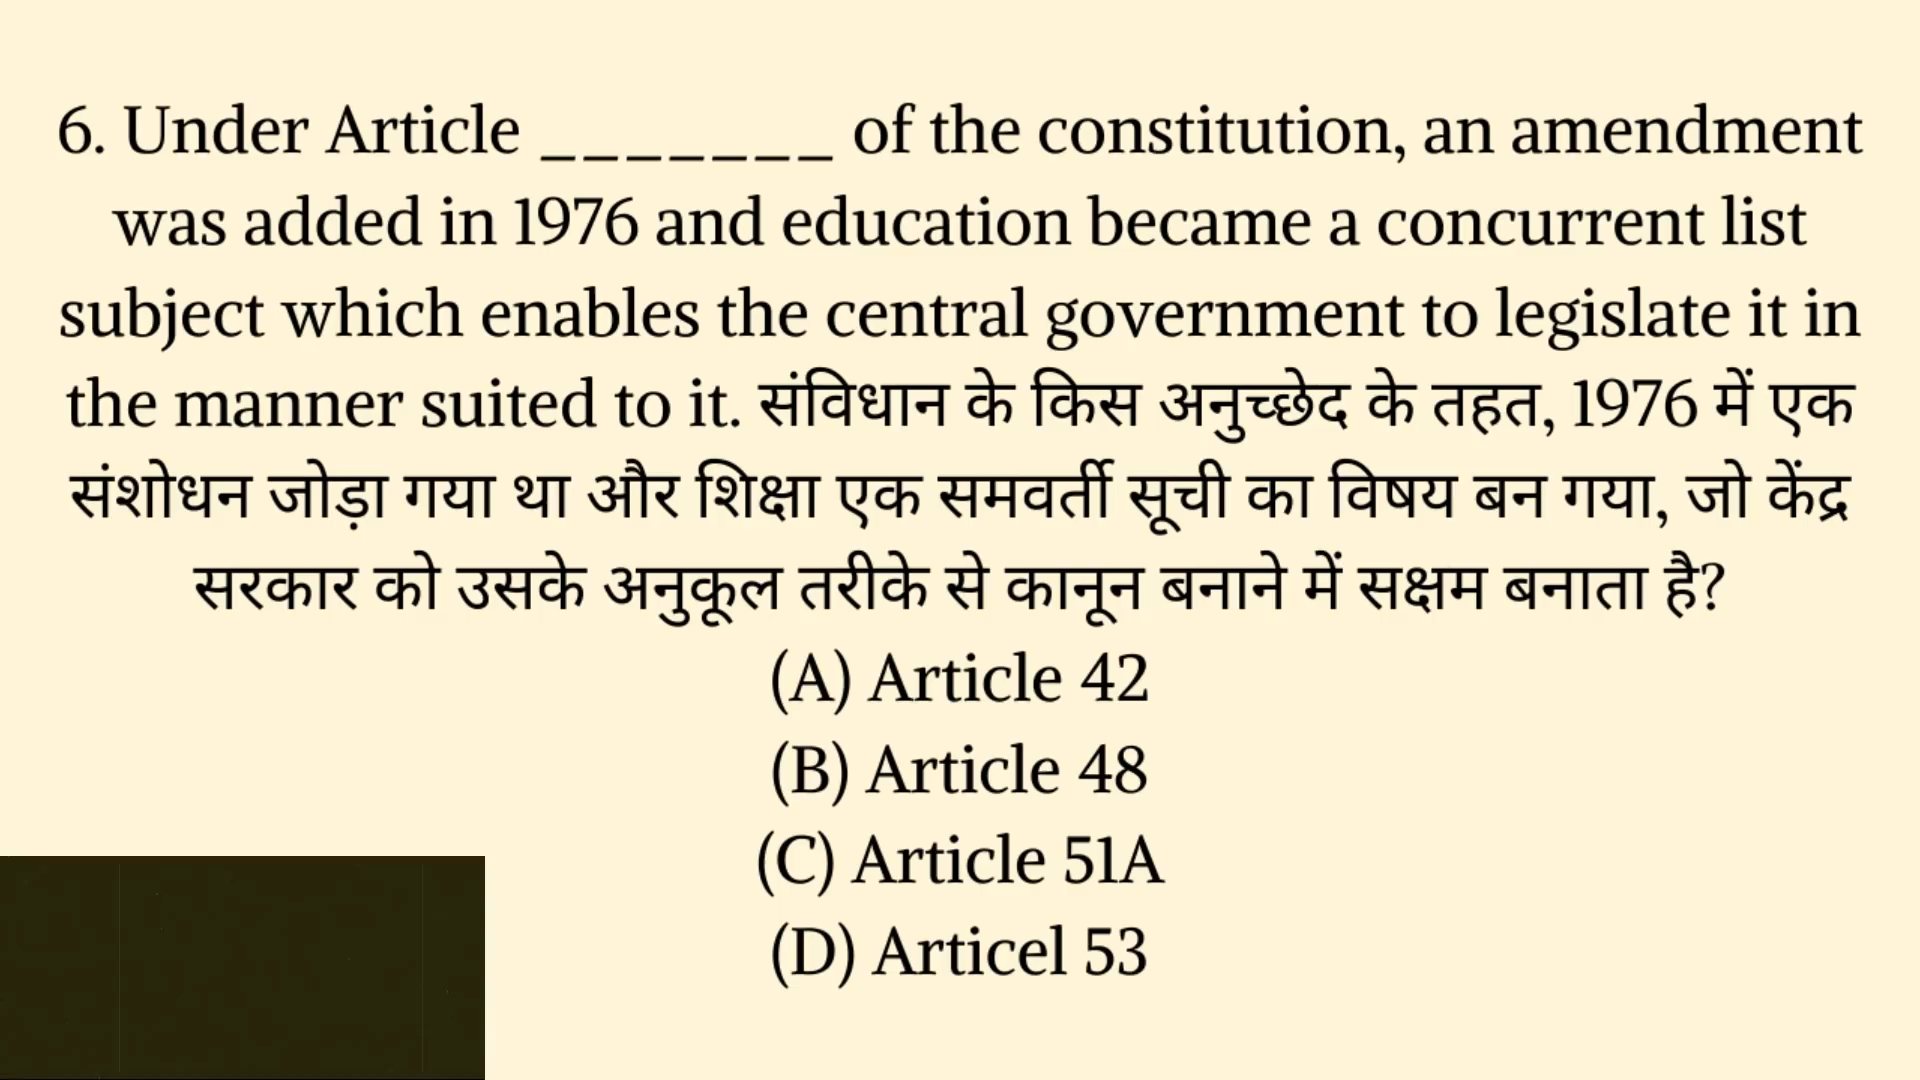 6. Under Article _______ of the constitution, an amendment
was added in 1976 and education became a concurrent list
subject which enables the central government to legislate it in
the manner suited to it. संविधान के किस अनुच्छेद के तहत, 1976 में एक
संशोधन जोड़ा गया था और शिक्षा एक समवर्ती सूची का विषय बन गया, जो केंद्र
सरकार को उसके अनुकूल तरीके से कानून बनाने में सक्षम बनाता है?
(A) Article 42
(B) Article 48
(C) Article 51A
(D) Articel 53